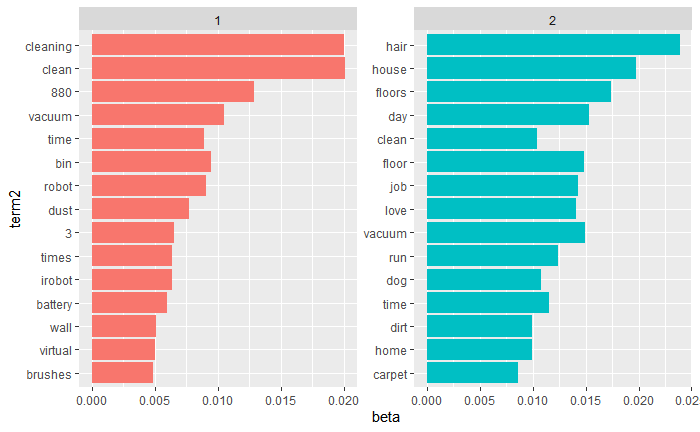 1
cleaning
clean
880
vacuum
time
bin
robot
dust
3
times
irobot
battery
wall
virtual
brushes
0.000 0.005 0.010 0.015 0.020
2
hair
house
floors
day
clean
floor
job
love
vacuum
run
dog
time
dirt
home
carpet
0.000 0.005 0.010 0.015 0.020 0.02
term2
beta